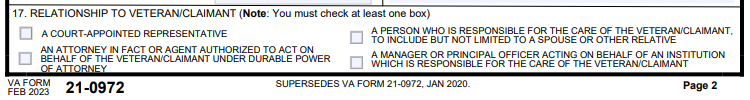 17. RELATIONSHIP TO VETERAN/CLAIMANT (Note: You must check at least one box)
A COURT-APPOINTED REPRESENTATIVE
AN ATTORNEY IN FACT OR AGENT AUTHORIZED TO ACT ON
BEHALF OF THE VETERAN/CLAIMANT UNDER DURABLE POWER
OF ATTORNEY
A PERSON WHO IS RESPONSIBLE FOR THE CARE OF THE VETERAN/CLAIMANT,
TO INCLUDE BUT NOT LIMITED TO A SPOUSE OR OTHER RELATIVE
A MANAGER OR PRINCIPAL OFFICER ACTING ON BEHALF OF AN INSTITUTION
WHICH IS RESPONSIBLE FOR THE CARE OF THE VETERAN/CLAIMANT
VA FORM
FEB 2023
21-0972
SUPERSEDES VA FORM 21-0972, JAN 2020.
Page 2